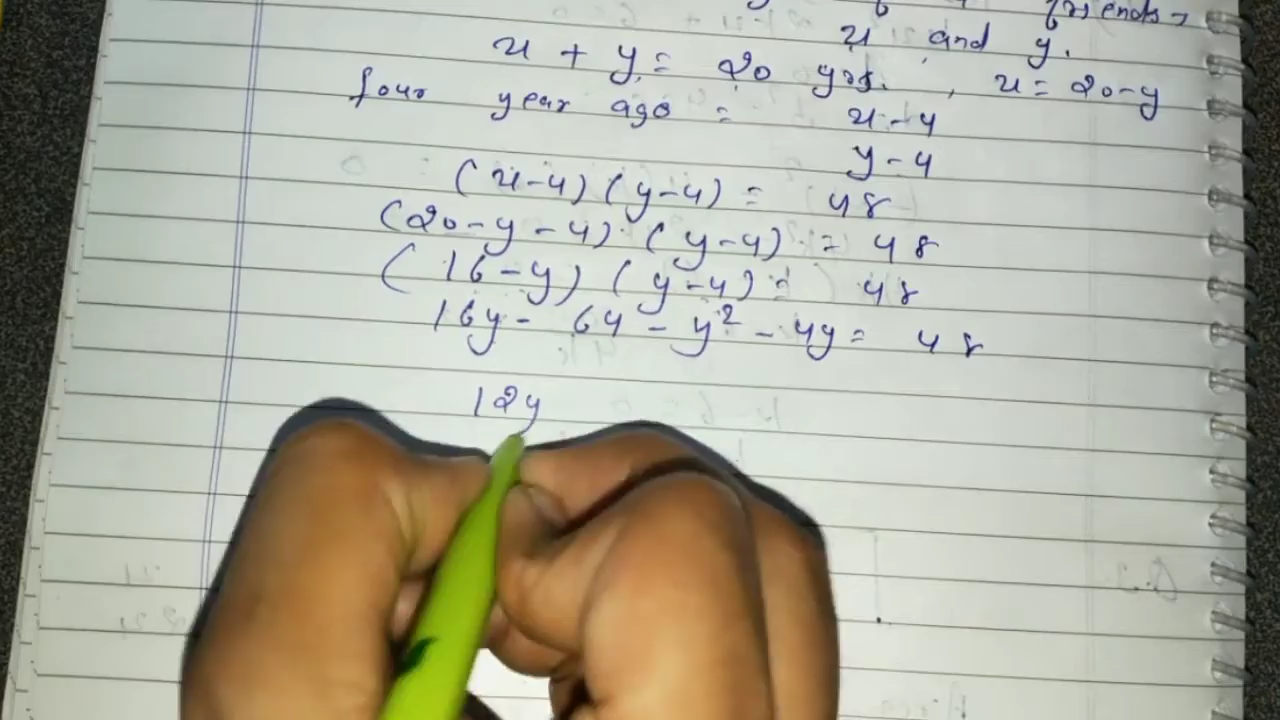 friends →
x and y.
x + y = 20 yrs. , x = 20-y
four year ago = x - 4
y - 4
(x-4) (y-4) = 48
(20-y-4) (y-4) = 48
(16-y) (y-4) = 48
16y - 64 - y² - 4y = 48
12y